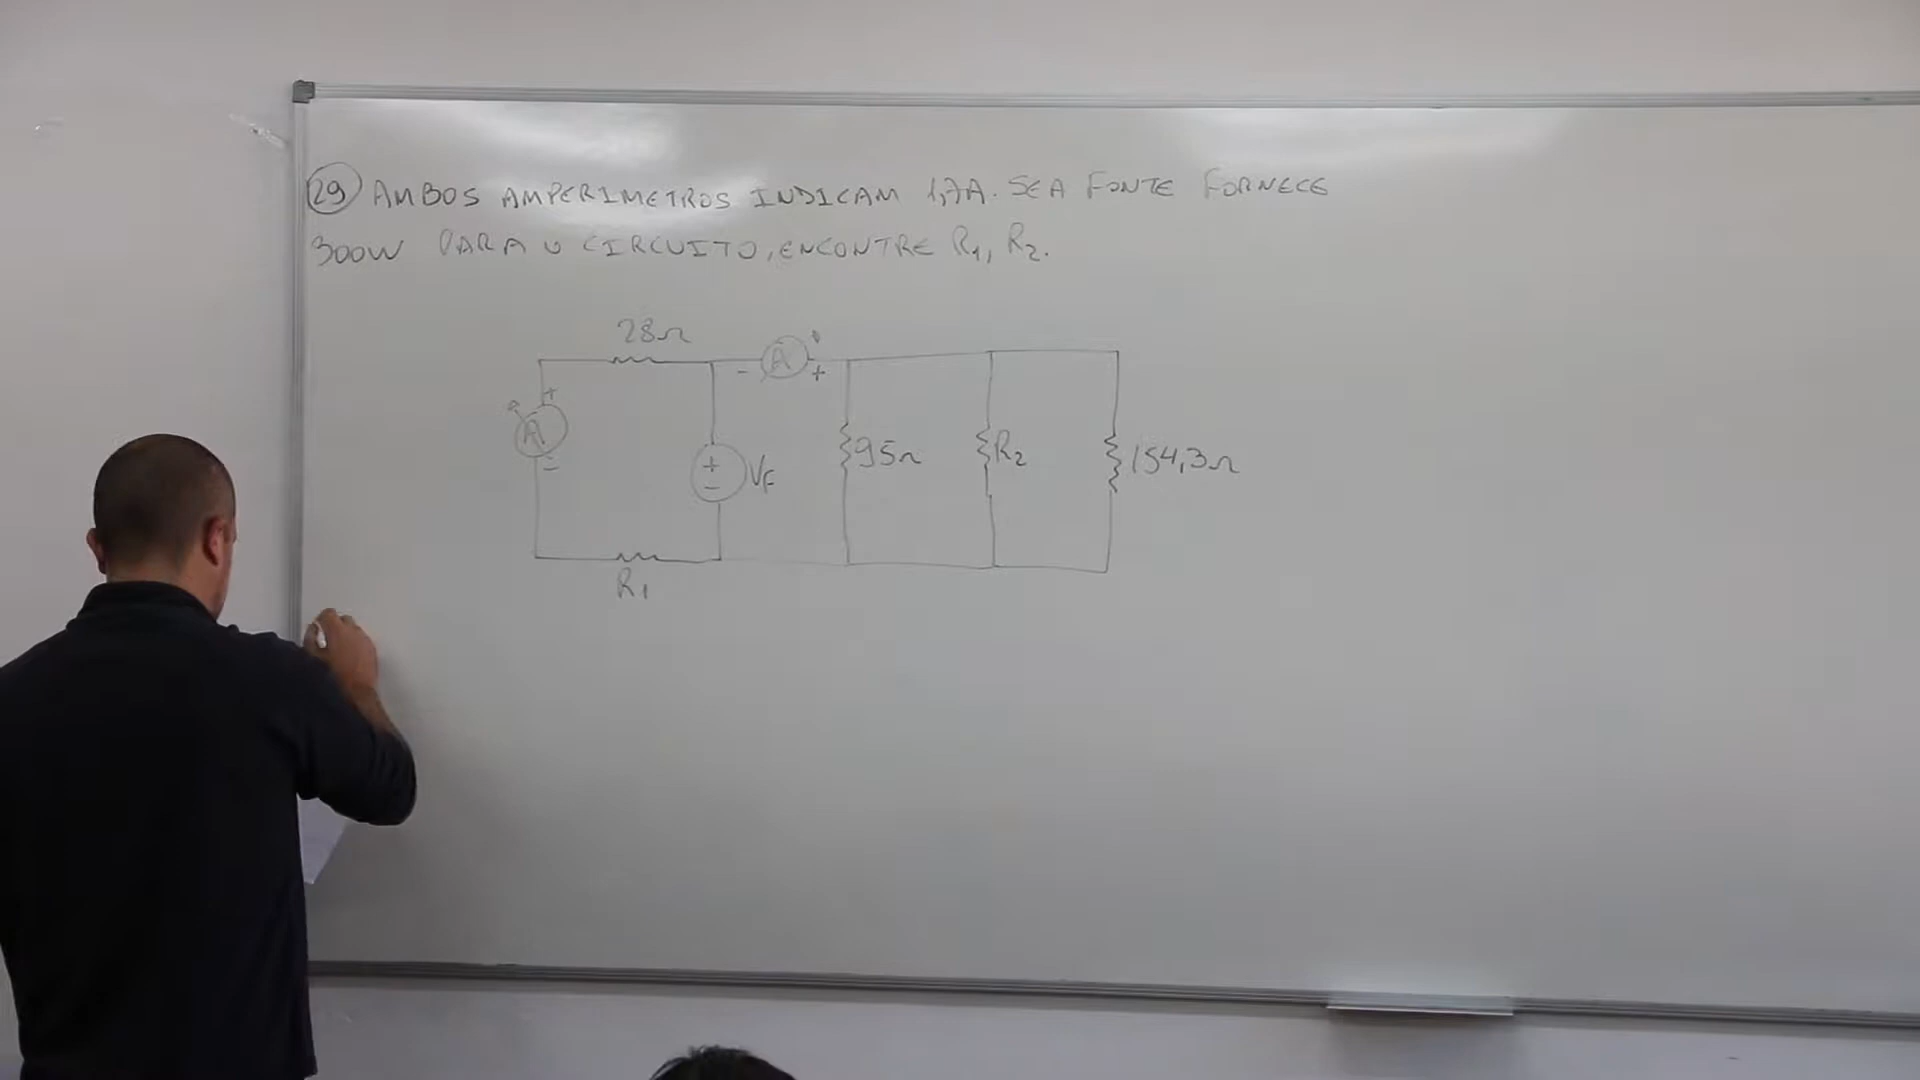 29 AMBOS AMPERIMETROS INDICAM 1,7A. SE A FONTE FORNECE
300W PARA O CIRCUITO, ENCONTRE R1, R2.
28Ω
A
- +
+
A
-
+
-
VF
95Ω
R2
154,3Ω
R1